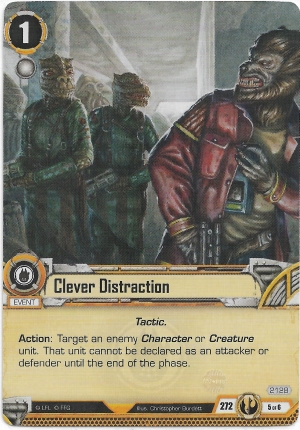 1
Clever Distraction
EVENT
Tactic.
Action: Target an enemy Character or Creature
unit. That unit cannot be declared as an attacker or
defender until the end of the phase.
2128
© LFL © FFG
Illus. Christopher Burdett
272
5 of 6